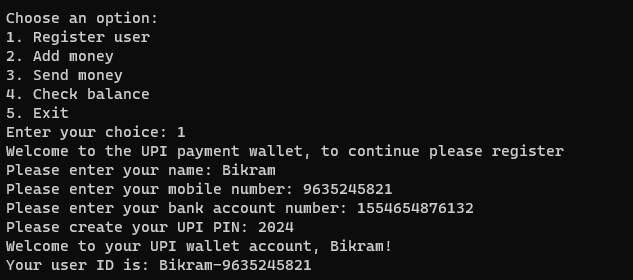 Choose an option:
1. Register user
2. Add money
3. Send money
4. Check balance
5. Exit
Enter your choice: 1
Welcome to the UPI payment wallet, to continue please register
Please enter your name: Bikram
Please enter your mobile number: 9635245821
Please enter your bank account number: 1554654876132
Please create your UPI PIN: 2024
Welcome to your UPI wallet account, Bikram!
Your user ID is: Bikram-9635245821